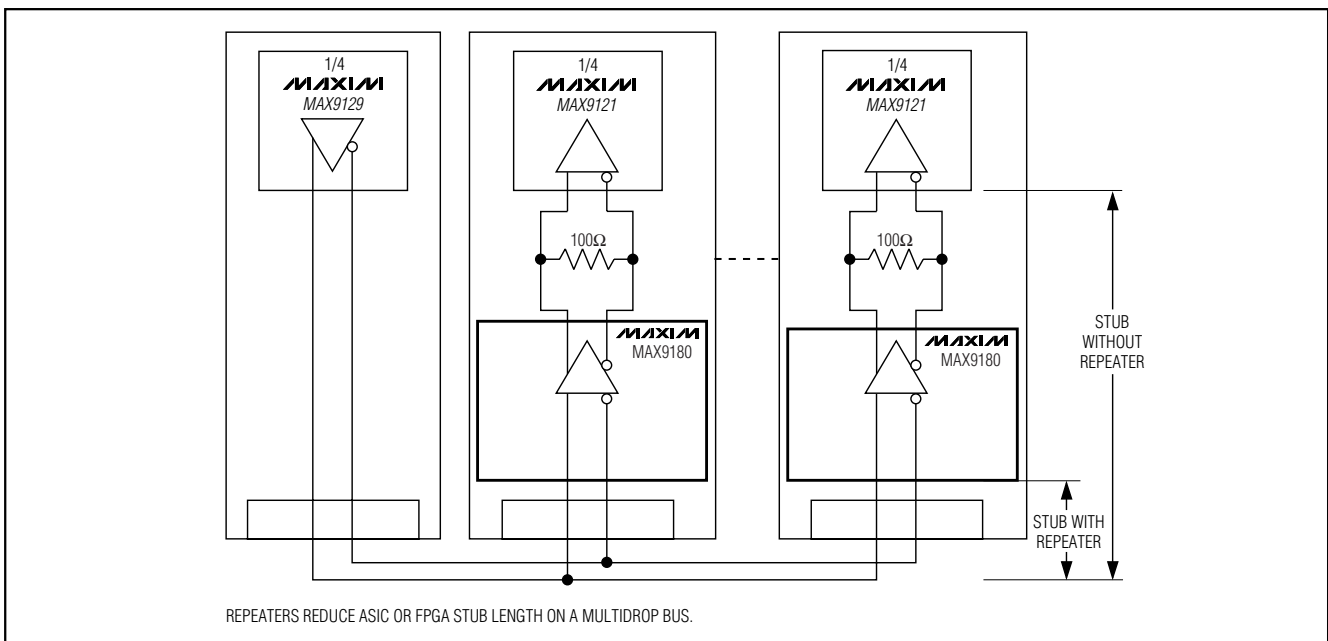 1/4
MAXIM
MAX9129
1/4
MAXIM
MAX9121
1/4
MAXIM
MAX9121
100Ω
100Ω
MAXIM
MAX9180
MAXIM
MAX9180
STUB
WITHOUT
REPEATER
STUB WITH
REPEATER
REPEATERS REDUCE ASIC OR FPGA STUB LENGTH ON A MULTIDROP BUS.